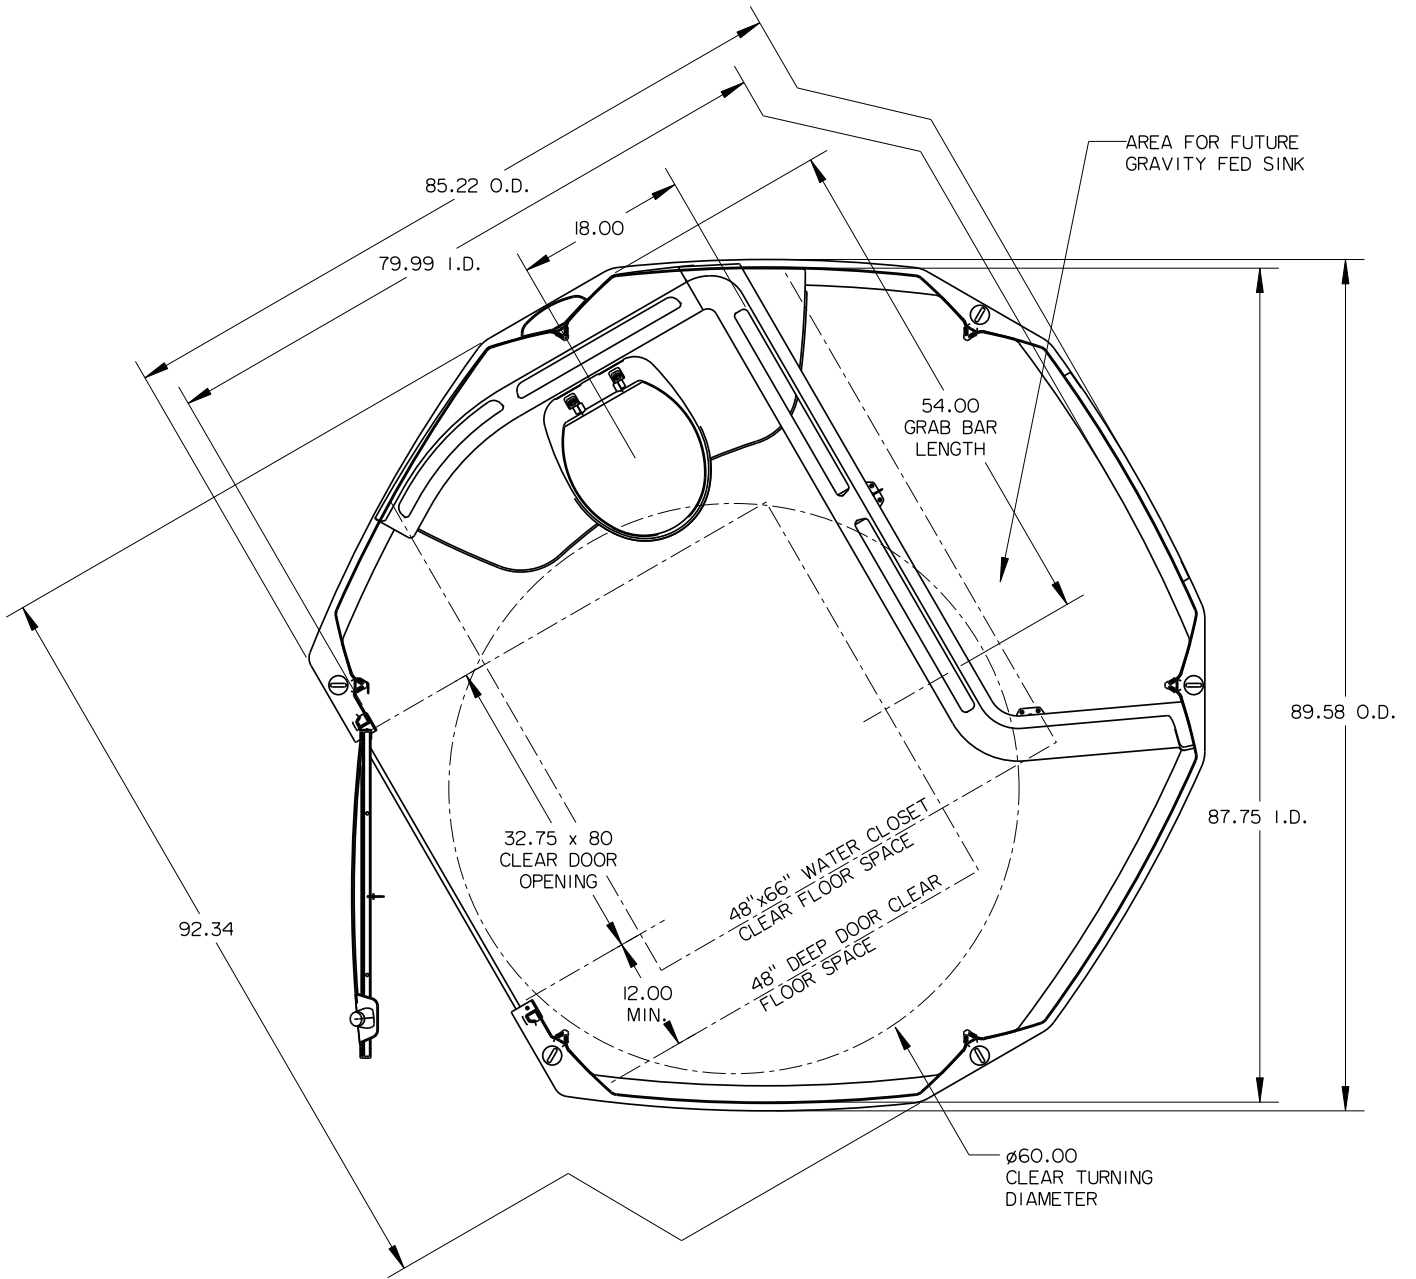 AREA FOR FUTURE
GRAVITY FED SINK
85.22 O.D.
18.00
79.99 I.D.
54.00
GRAB BAR
LENGTH
89.58 O.D.
87.75 I.D.
32.75 x 80
CLEAR DOOR
OPENING
48"x66" WATER CLOSET
CLEAR FLOOR SPACE
48" DEEP DOOR CLEAR
FLOOR SPACE
92.34
12.00
MIN.
ø60.00
CLEAR TURNING
DIAMETER